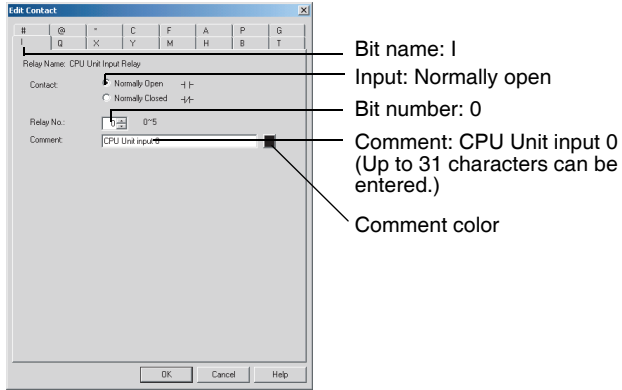 Edit Contact
# @ " C F A P G
I Q X Y M H B T
Relay Name: CPU Unit Input Relay
Contact: Normally Open
Normally Closed
Relay No.: 0 0~5
Comment: CPU Unit input 0
OK Cancel Help
Bit name: I
Input: Normally open
Bit number: 0
Comment: CPU Unit input 0
(Up to 31 characters can be
entered.)
Comment color